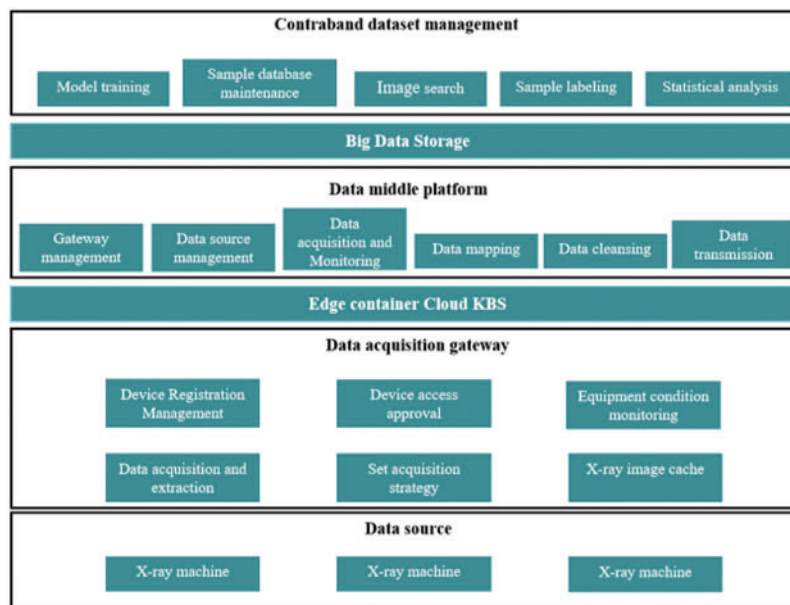 Contraband dataset management
Model training
Sample database
maintenance
Image search
Sample labeling
Statistical analysis
Big Data Storage
Data middle platform
Gateway
management
Data source
management
Data
acquisition and
Monitoring
Data mapping
Data cleansing
Data
transmission
Edge container Cloud KBS
Data acquisition gateway
Device Registration
Management
Device access
approval
Equipment condition
monitoring
Data acquisition and
extraction
Set acquisition
strategy
X-ray image cache
Data source
X-ray machine
X-ray machine
X-ray machine